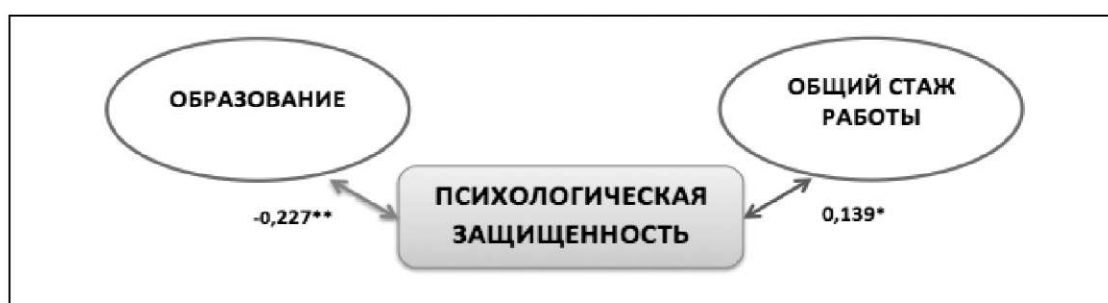 ОБРАЗОВАНИЕ
ОБЩИЙ СТАЖ
РАБОТЫ
ПСИХОЛОГИЧЕСКАЯ
ЗАЩИЩЕННОСТЬ
-0,227**
0,139*